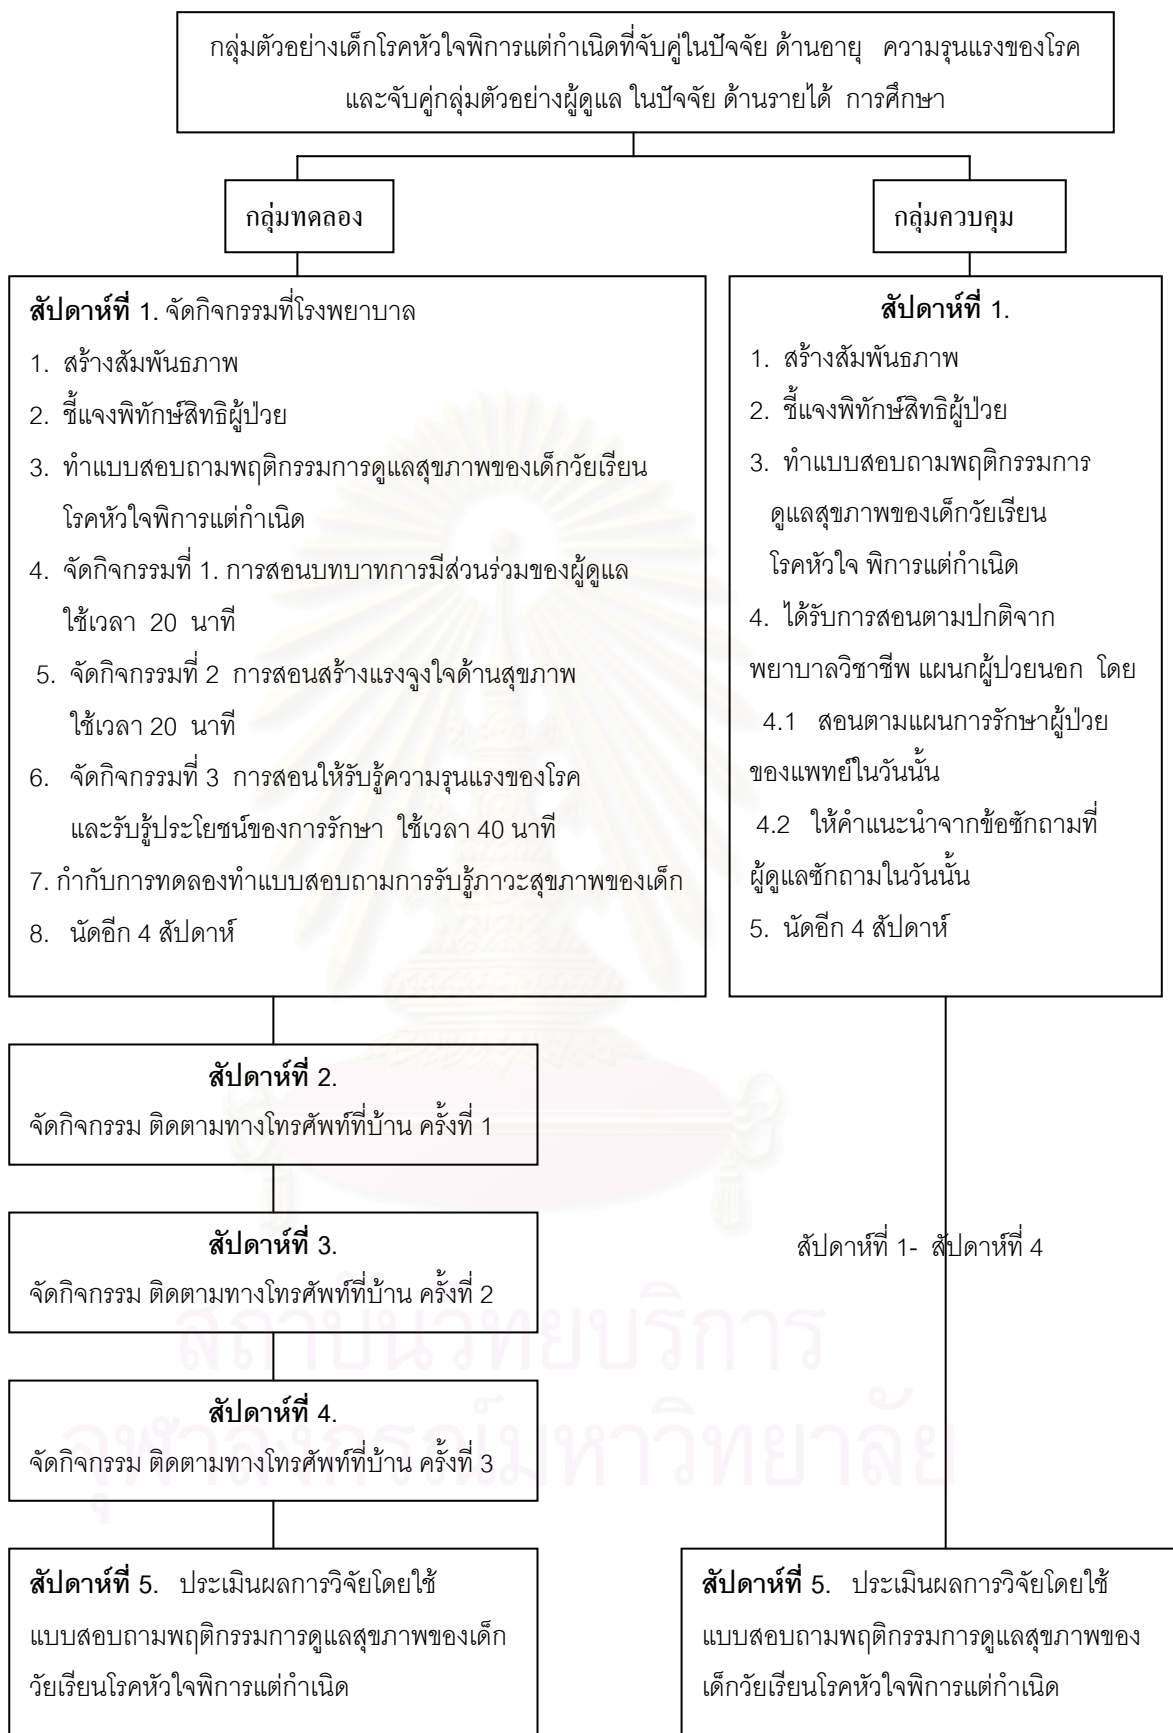 กลุ่มตัวอย่างเด็กโรคหัวใจพิการแต่กำเนิดที่จับคู่ในปัจจัย ด้านอายุ ความรุนแรงของโรค
และจับคู่กลุ่มตัวอย่างผู้ดูแล ในปัจจัย ด้านรายได้ การศึกษา
กลุ่มทดลอง
กลุ่มควบคุม
สัปดาห์ที่ 1. จัดกิจกรรมที่โรงพยาบาล
1. สร้างสัมพันธภาพ
2. ชี้แจงพิทักษ์สิทธิผู้ป่วย
3. ทำแบบสอบถามพฤติกรรมการดูแลสุขภาพของเด็กวัยเรียน
โรคหัวใจพิการแต่กำเนิด
4. จัดกิจกรรมที่ 1. การสอนบทบาทการมีส่วนร่วมของผู้ดูแล
ใช้เวลา 20 นาที
5. จัดกิจกรรมที่ 2 การสอนสร้างแรงจูงใจด้านสุขภาพ
ใช้เวลา 20 นาที
6. จัดกิจกรรมที่ 3 การสอนให้รับรู้ความรุนแรงของโรค
และรับรู้ประโยชน์ของการรักษา ใช้เวลา 40 นาที
7. กำกับการทดลองทำแบบสอบถามการรับรู้ภาวะสุขภาพของเด็ก
8. นัดอีก 4 สัปดาห์
สัปดาห์ที่ 1.
1. สร้างสัมพันธภาพ
2. ชี้แจงพิทักษ์สิทธิผู้ป่วย
3. ทำแบบสอบถามพฤติกรรมการ
ดูแลสุขภาพของเด็กวัยเรียน
โรคหัวใจ พิการแต่กำเนิด
4. ได้รับการสอนตามปกติจาก
พยาบาลวิชาชีพ แผนกผู้ป่วยนอก โดย
4.1 สอนตามแผนการรักษาผู้ป่วย
ของแพทย์ในวันนั้น
4.2 ให้คำแนะนำจากข้อซักถามที่
ผู้ดูแลซักถามในวันนั้น
5. นัดอีก 4 สัปดาห์
สัปดาห์ที่ 2.
จัดกิจกรรม ติดตามทางโทรศัพท์ที่บ้าน ครั้งที่ 1
สัปดาห์ที่ 3.
จัดกิจกรรม ติดตามทางโทรศัพท์ที่บ้าน ครั้งที่ 2
สัปดาห์ที่ 1- สัปดาห์ที่ 4
สถาบันวิทยบริการ
สัปดาห์ที่ 4.
จัดกิจกรรม ติดตามทางโทรศัพท์ที่บ้าน ครั้งที่ 3
จุฬาลงกรณ์มหาวิทยาลัย
สัปดาห์ที่ 5. ประเมินผลการวิจัยโดยใช้
แบบสอบถามพฤติกรรมการดูแลสุขภาพของเด็ก
วัยเรียนโรคหัวใจพิการแต่กำเนิด
สัปดาห์ที่ 5. ประเมินผลการวิจัยโดยใช้
แบบสอบถามพฤติกรรมการดูแลสุขภาพของ
เด็กวัยเรียนโรคหัวใจพิการแต่กำเนิด